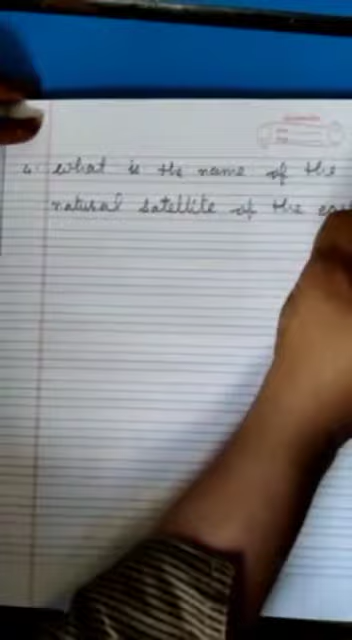 4. what is the name of the
natural satellite of the